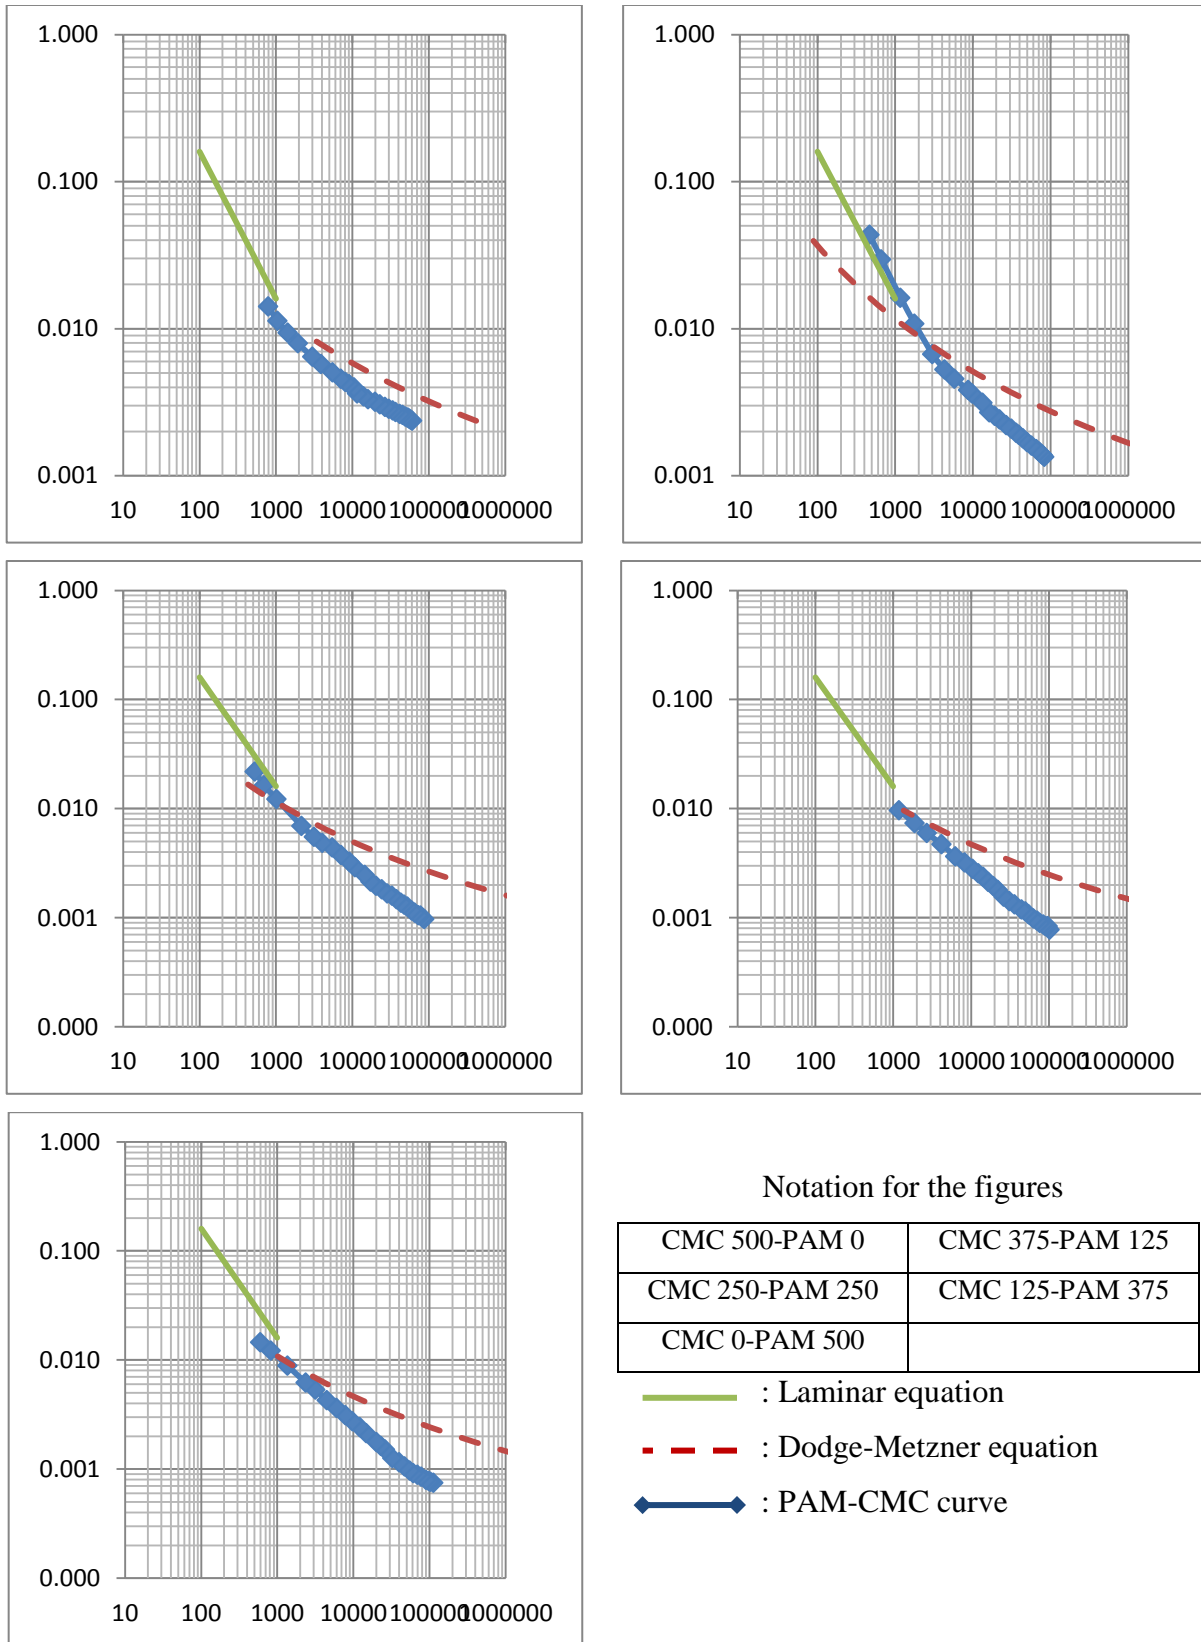 1.000
0.100
0.010
0.001
10 100 1000 10000 100000 1000000
1.000
0.100
0.010
0.001
10 100 1000 10000 100000 1000000
1.000
0.100
0.010
0.001
0.000
10 100 1000 10000 100000 1000000
1.000
0.100
0.010
0.001
0.000
10 100 1000 10000 100000 1000000
1.000
0.100
0.010
0.001
0.000
10 100 1000 10000 100000 1000000
Notation for the figures
CMC 500-PAM 0 CMC 375-PAM 125
CMC 250-PAM 250 CMC 125-PAM 375
CMC 0-PAM 500
: Laminar equation
: Dodge-Metzner equation
: PAM-CMC curve